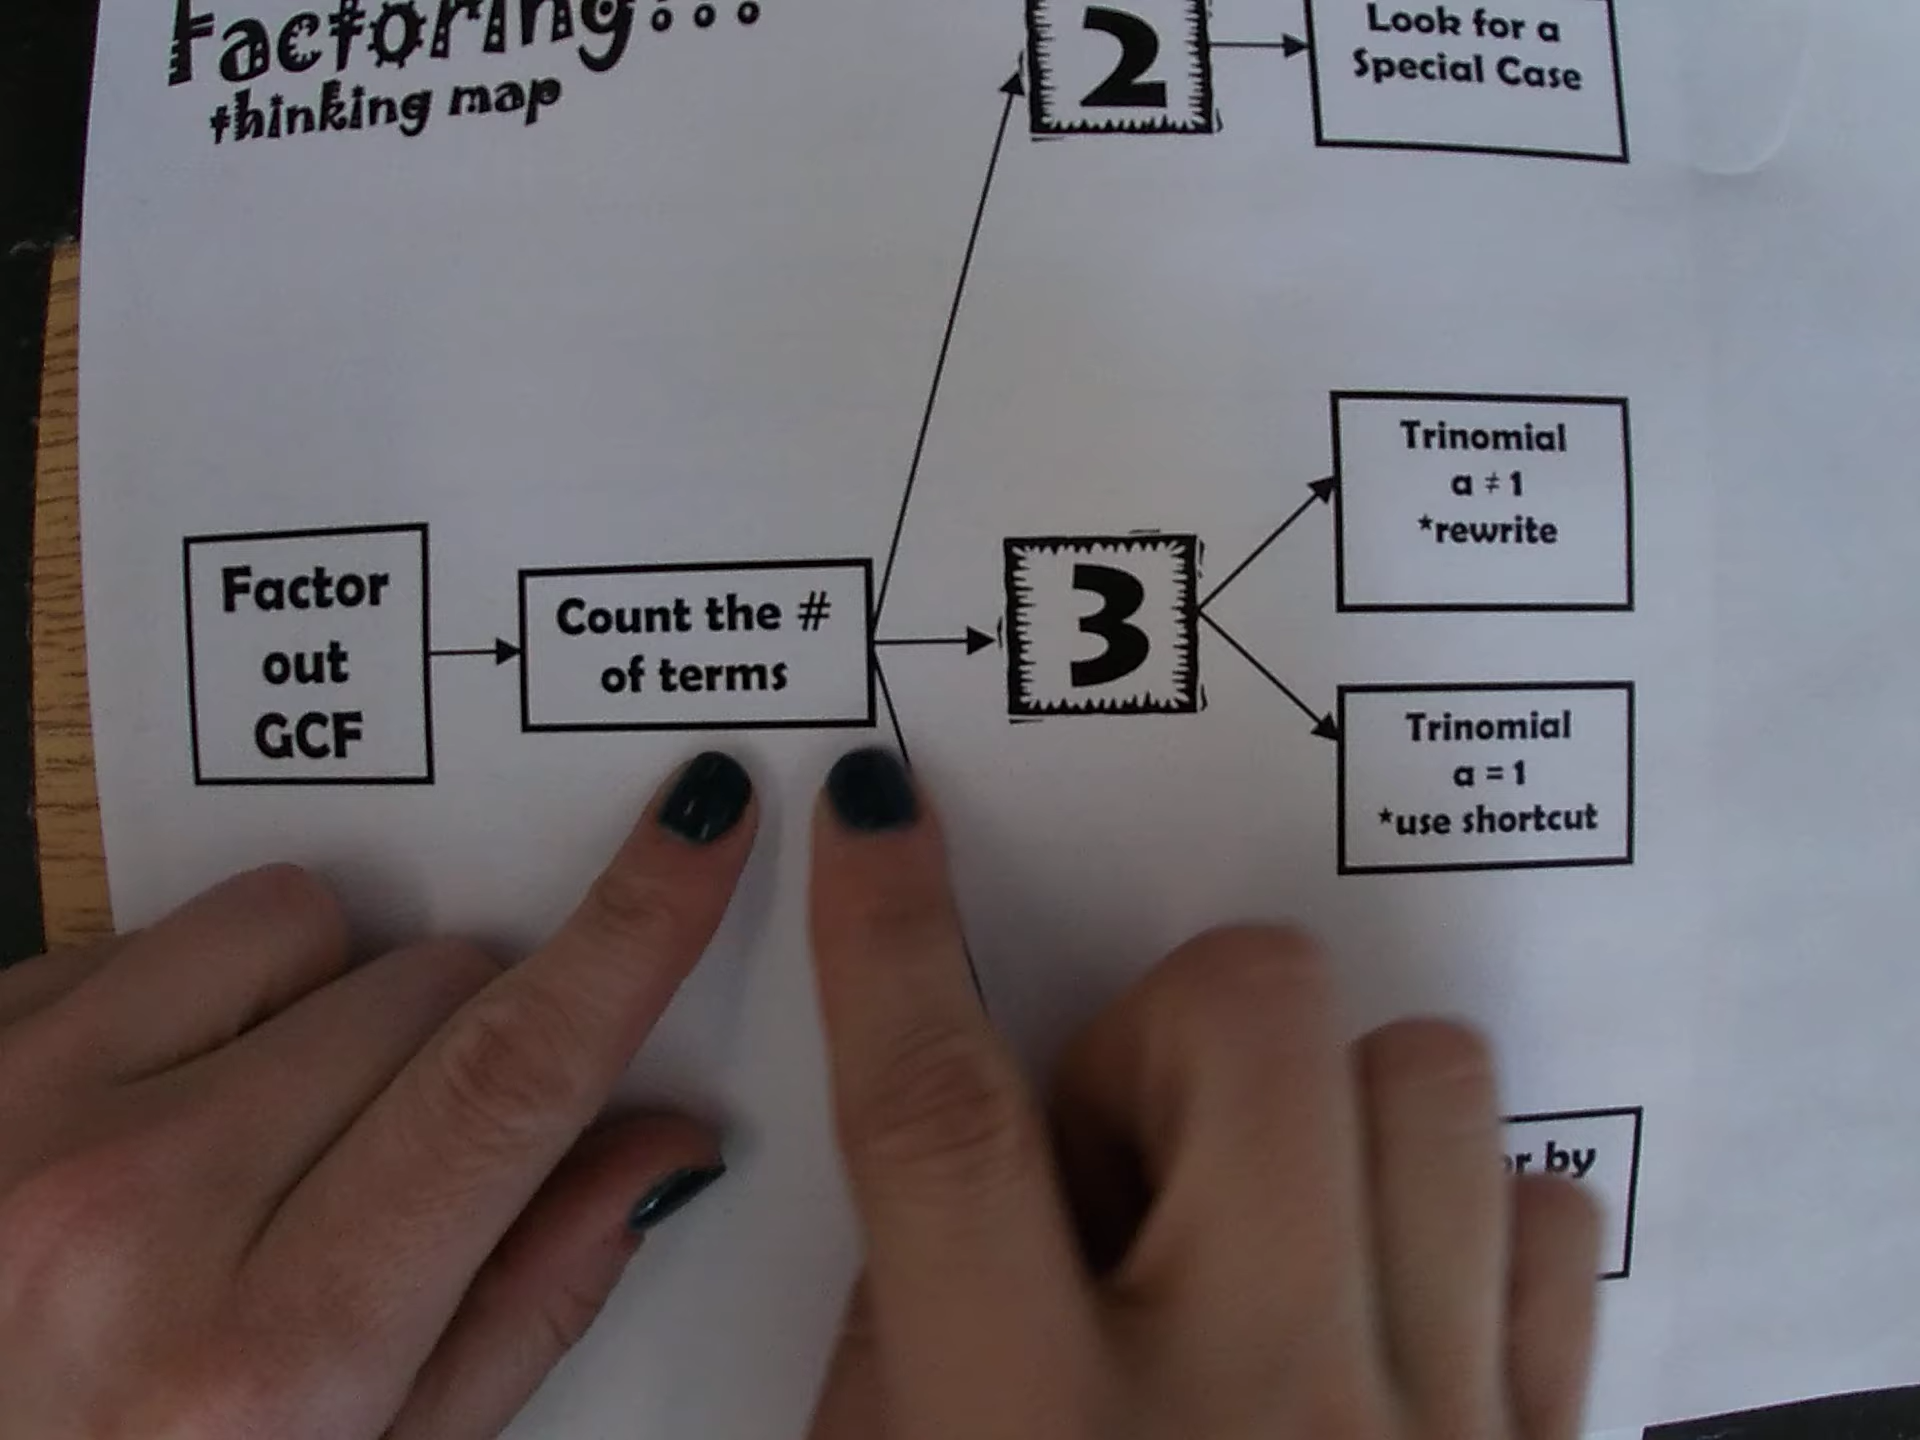 Factoring...
thinking map
2
Look for a
Special Case
Factor
out
GCF
Count the #
of terms
3
Trinomial
a ≠ 1
*rewrite
Trinomial
a = 1
*use shortcut
by